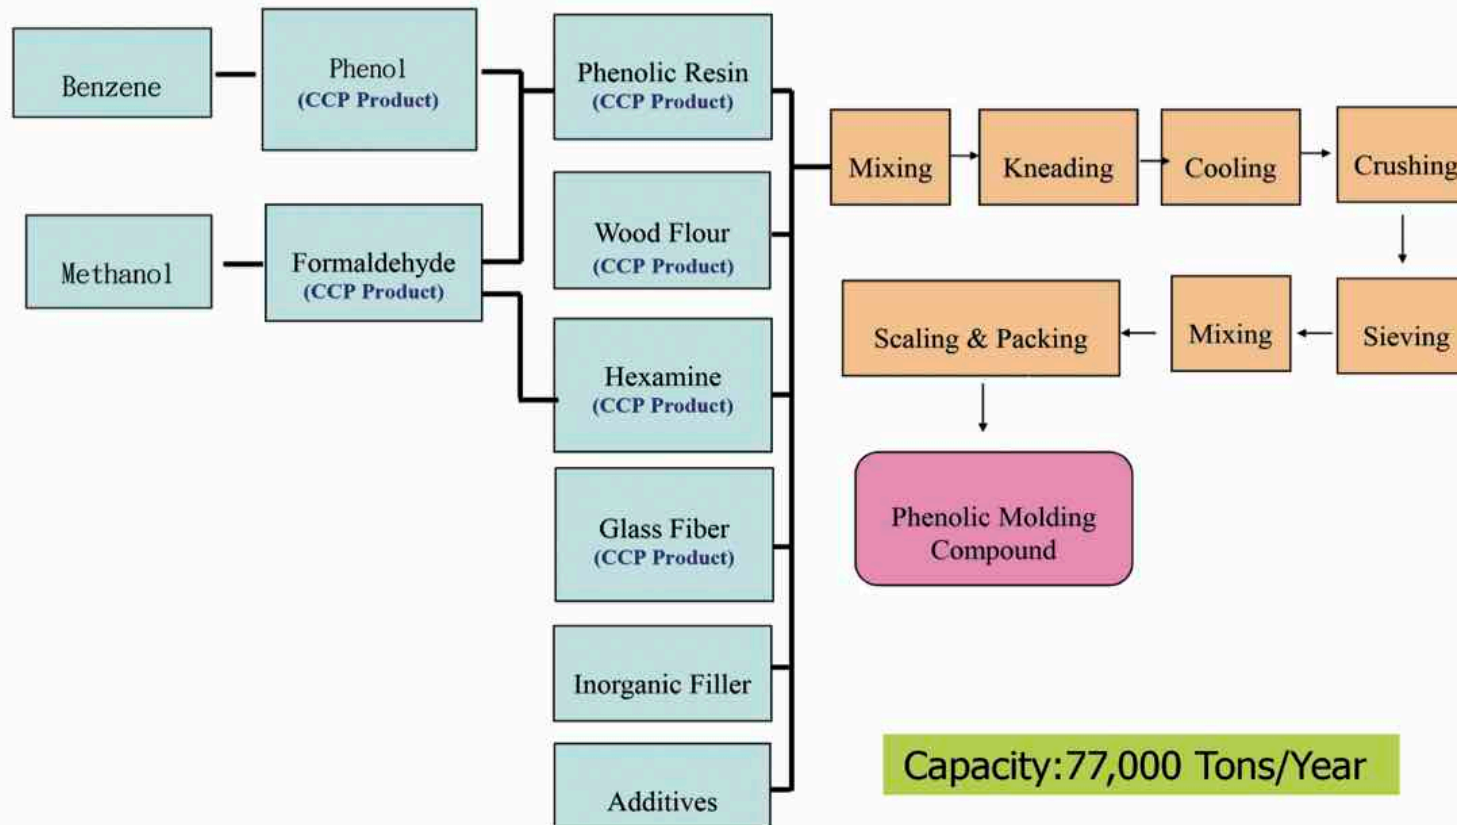 Benzene
Phenol
(CCP Product)
Phenolic Resin
(CCP Product)
Mixing
Kneading
Cooling
Crushing
Methanol
Formaldehyde
(CCP Product)
Wood Flour
(CCP Product)
Scaling & Packing
Mixing
Sieving
Hexamine
(CCP Product)
Glass Fiber
(CCP Product)
Phenolic Molding
Compound
Inorganic Filler
Additives
Capacity:77,000 Tons/Year